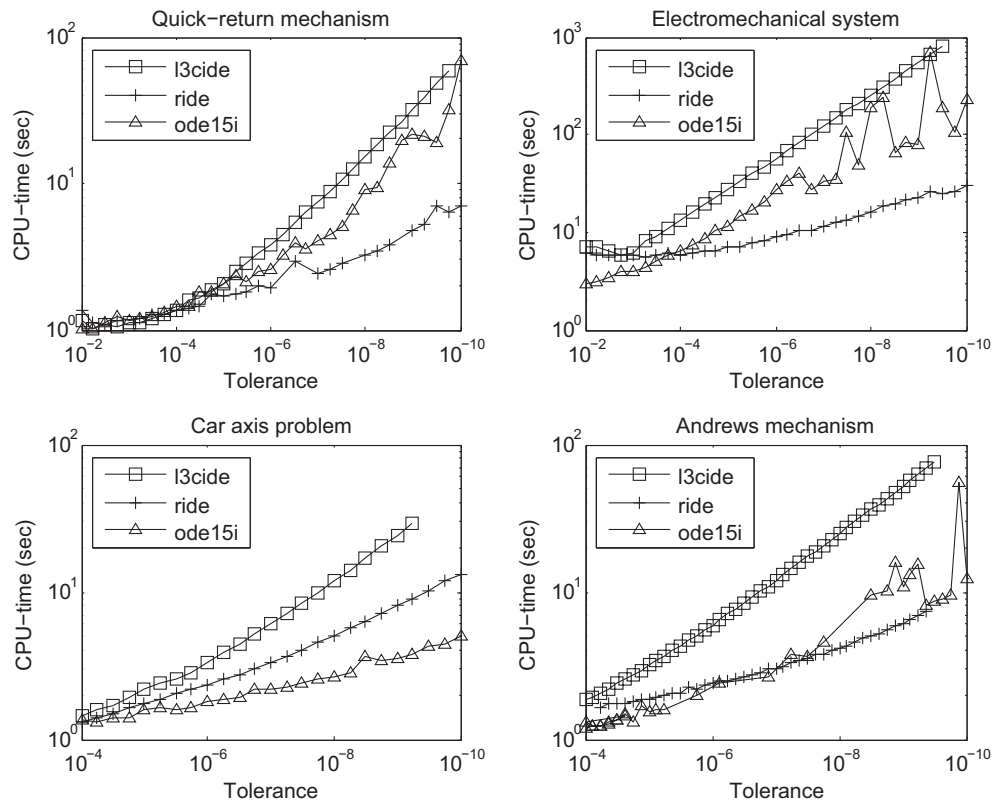 Quick−return mechanism
10^2
10^1
10^0
CPU−time (sec)
l3cide
ride
ode15i
10^−2
10^−4
10^−6
10^−8
10^−10
Tolerance
Electromechanical system
10^3
10^2
10^1
10^0
CPU−time (sec)
l3cide
ride
ode15i
10^−2
10^−4
10^−6
10^−8
10^−10
Tolerance
Car axis problem
10^2
10^1
10^0
CPU−time (sec)
l3cide
ride
ode15i
10^−4
10^−6
10^−8
10^−10
Tolerance
Andrews mechanism
10^2
10^1
10^0
CPU−time (sec)
l3cide
ride
ode15i
10^−4
10^−6
10^−8
10^−10
Tolerance